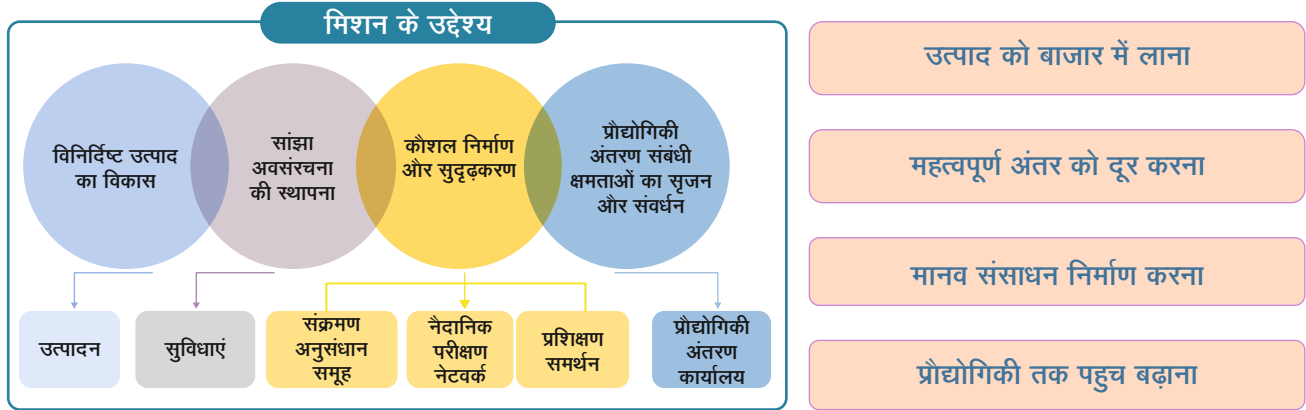 मिशन के उद्देश्य
विनिर्दिष्ट उत्पाद
का विकास
सांझा
अवसंरचना
की स्थापना
कौशल निर्माण
और सुदृढ़करण
प्रौद्योगिकी
अंतरण संबंधी
क्षमताओं का सृजन
और संवर्धन
उत्पादन
सुविधाएं
संक्रमण
अनुसंधान
समूह
नैदानिक
परीक्षण
नेटवर्क
प्रशिक्षण
समर्थन
प्रौद्योगिकी
अंतरण
कार्यालय
उत्पाद को बाजार में लाना
महत्वपूर्ण अंतर को दूर करना
मानव संसाधन निर्माण करना
प्रौद्योगिकी तक पहुच बढ़ाना